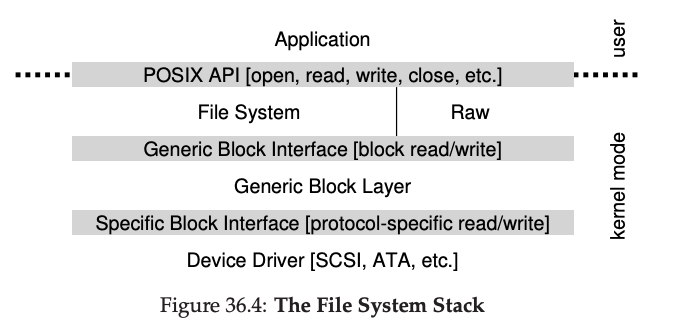 Application
user
POSIX API [open, read, write, close, etc.]
File System
Raw
Generic Block Interface [block read/write]
Generic Block Layer
kernel mode
Specific Block Interface [protocol-specific read/write]
Device Driver [SCSI, ATA, etc.]
Figure 36.4: The File System Stack